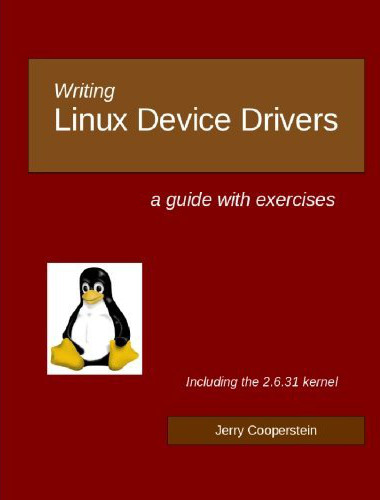 Writing
Linux Device Drivers
a guide with exercises
Including the 2.6.31 kernel
Jerry Cooperstein